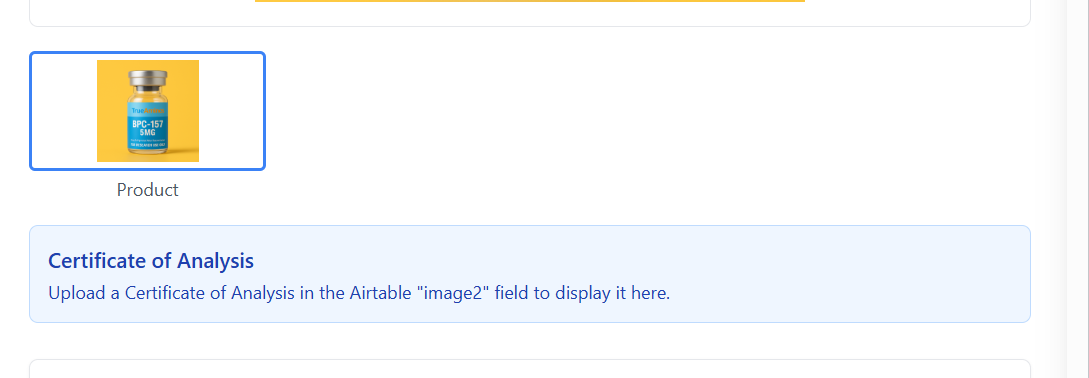 BPC-157
5MG
Product
Certificate of Analysis
Upload a Certificate of Analysis in the Airtable "image2" field to display it here.